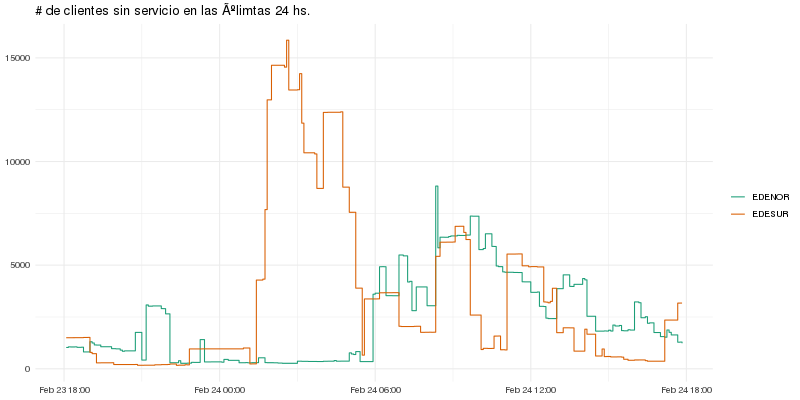 # de clientes sin servicio en las Ãºlimtas 24 hs.
15000
10000
5000
0
Feb 23 18:00
Feb 24 00:00
Feb 24 06:00
Feb 24 12:00
Feb 24 18:00
EDENOR
EDESUR